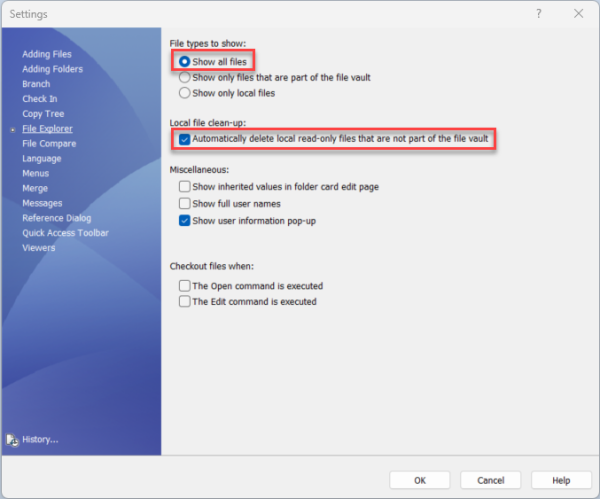 Settings
?
Adding Files
Adding Folders
Branch
Check In
Copy Tree
File Explorer
File Compare
Language
Menus
Merge
Messages
Reference Dialog
Quick Access Toolbar
Viewers
History...
File types to show:
Show all files
Show only files that are part of the file vault
Show only local files
Local file clean-up:
Automatically delete local read-only files that are not part of the file vault
Miscellaneous:
Show inherited values in folder card edit page
Show full user names
Show user information pop-up
Checkout files when:
The Open command is executed
The Edit command is executed
OK
Cancel
Help